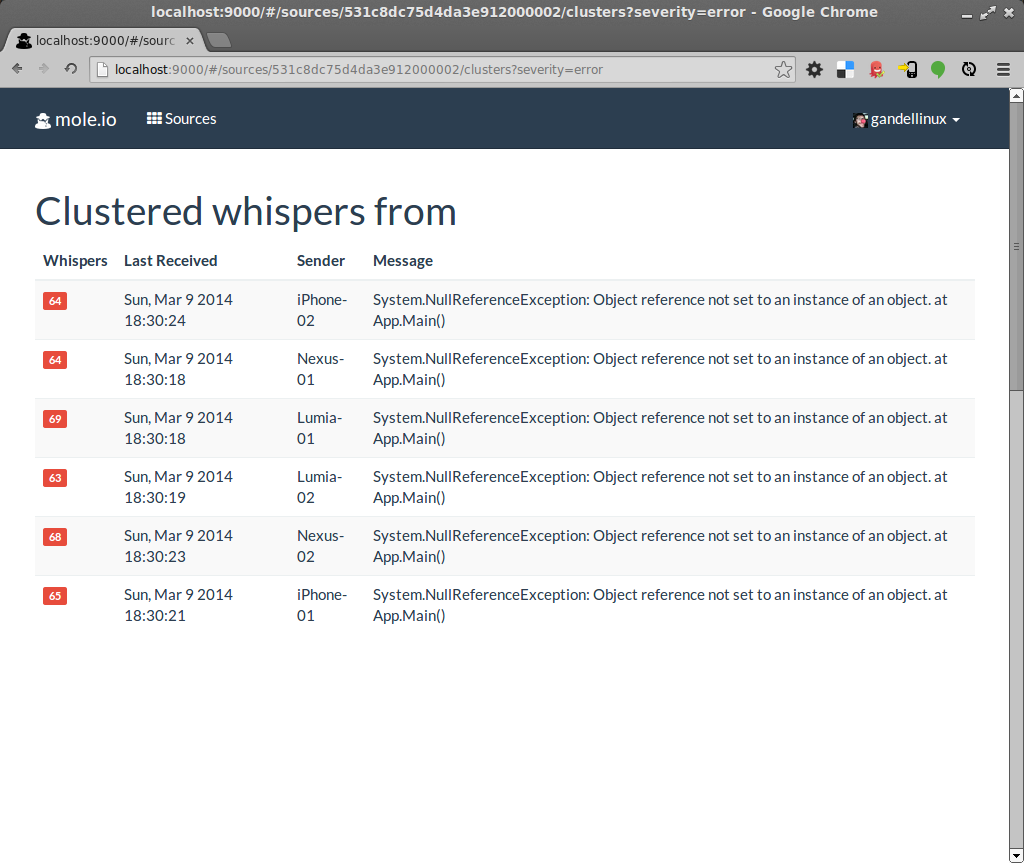 localhost:9000/#/sources/531c8dc75d4da3e912000002/clusters?severity=error - Google Chrome
localhost:9000/#/sourc
localhost:9000/#/sources/531c8dc75d4da3e912000002/clusters?severity=error
mole.io Sources gandellinux
Clustered whispers from
Whispers Last Received Sender Message
64 Sun, Mar 9 2014 iPhone- System.NullReferenceException: Object reference not set to an instance of an object. at
18:30:24 02 App.Main()
64 Sun, Mar 9 2014 Nexus- System.NullReferenceException: Object reference not set to an instance of an object. at
18:30:18 01 App.Main()
69 Sun, Mar 9 2014 Lumia- System.NullReferenceException: Object reference not set to an instance of an object. at
18:30:18 01 App.Main()
63 Sun, Mar 9 2014 Lumia- System.NullReferenceException: Object reference not set to an instance of an object. at
18:30:19 02 App.Main()
68 Sun, Mar 9 2014 Nexus- System.NullReferenceException: Object reference not set to an instance of an object. at
18:30:23 02 App.Main()
65 Sun, Mar 9 2014 iPhone- System.NullReferenceException: Object reference not set to an instance of an object. at
18:30:21 01 App.Main()